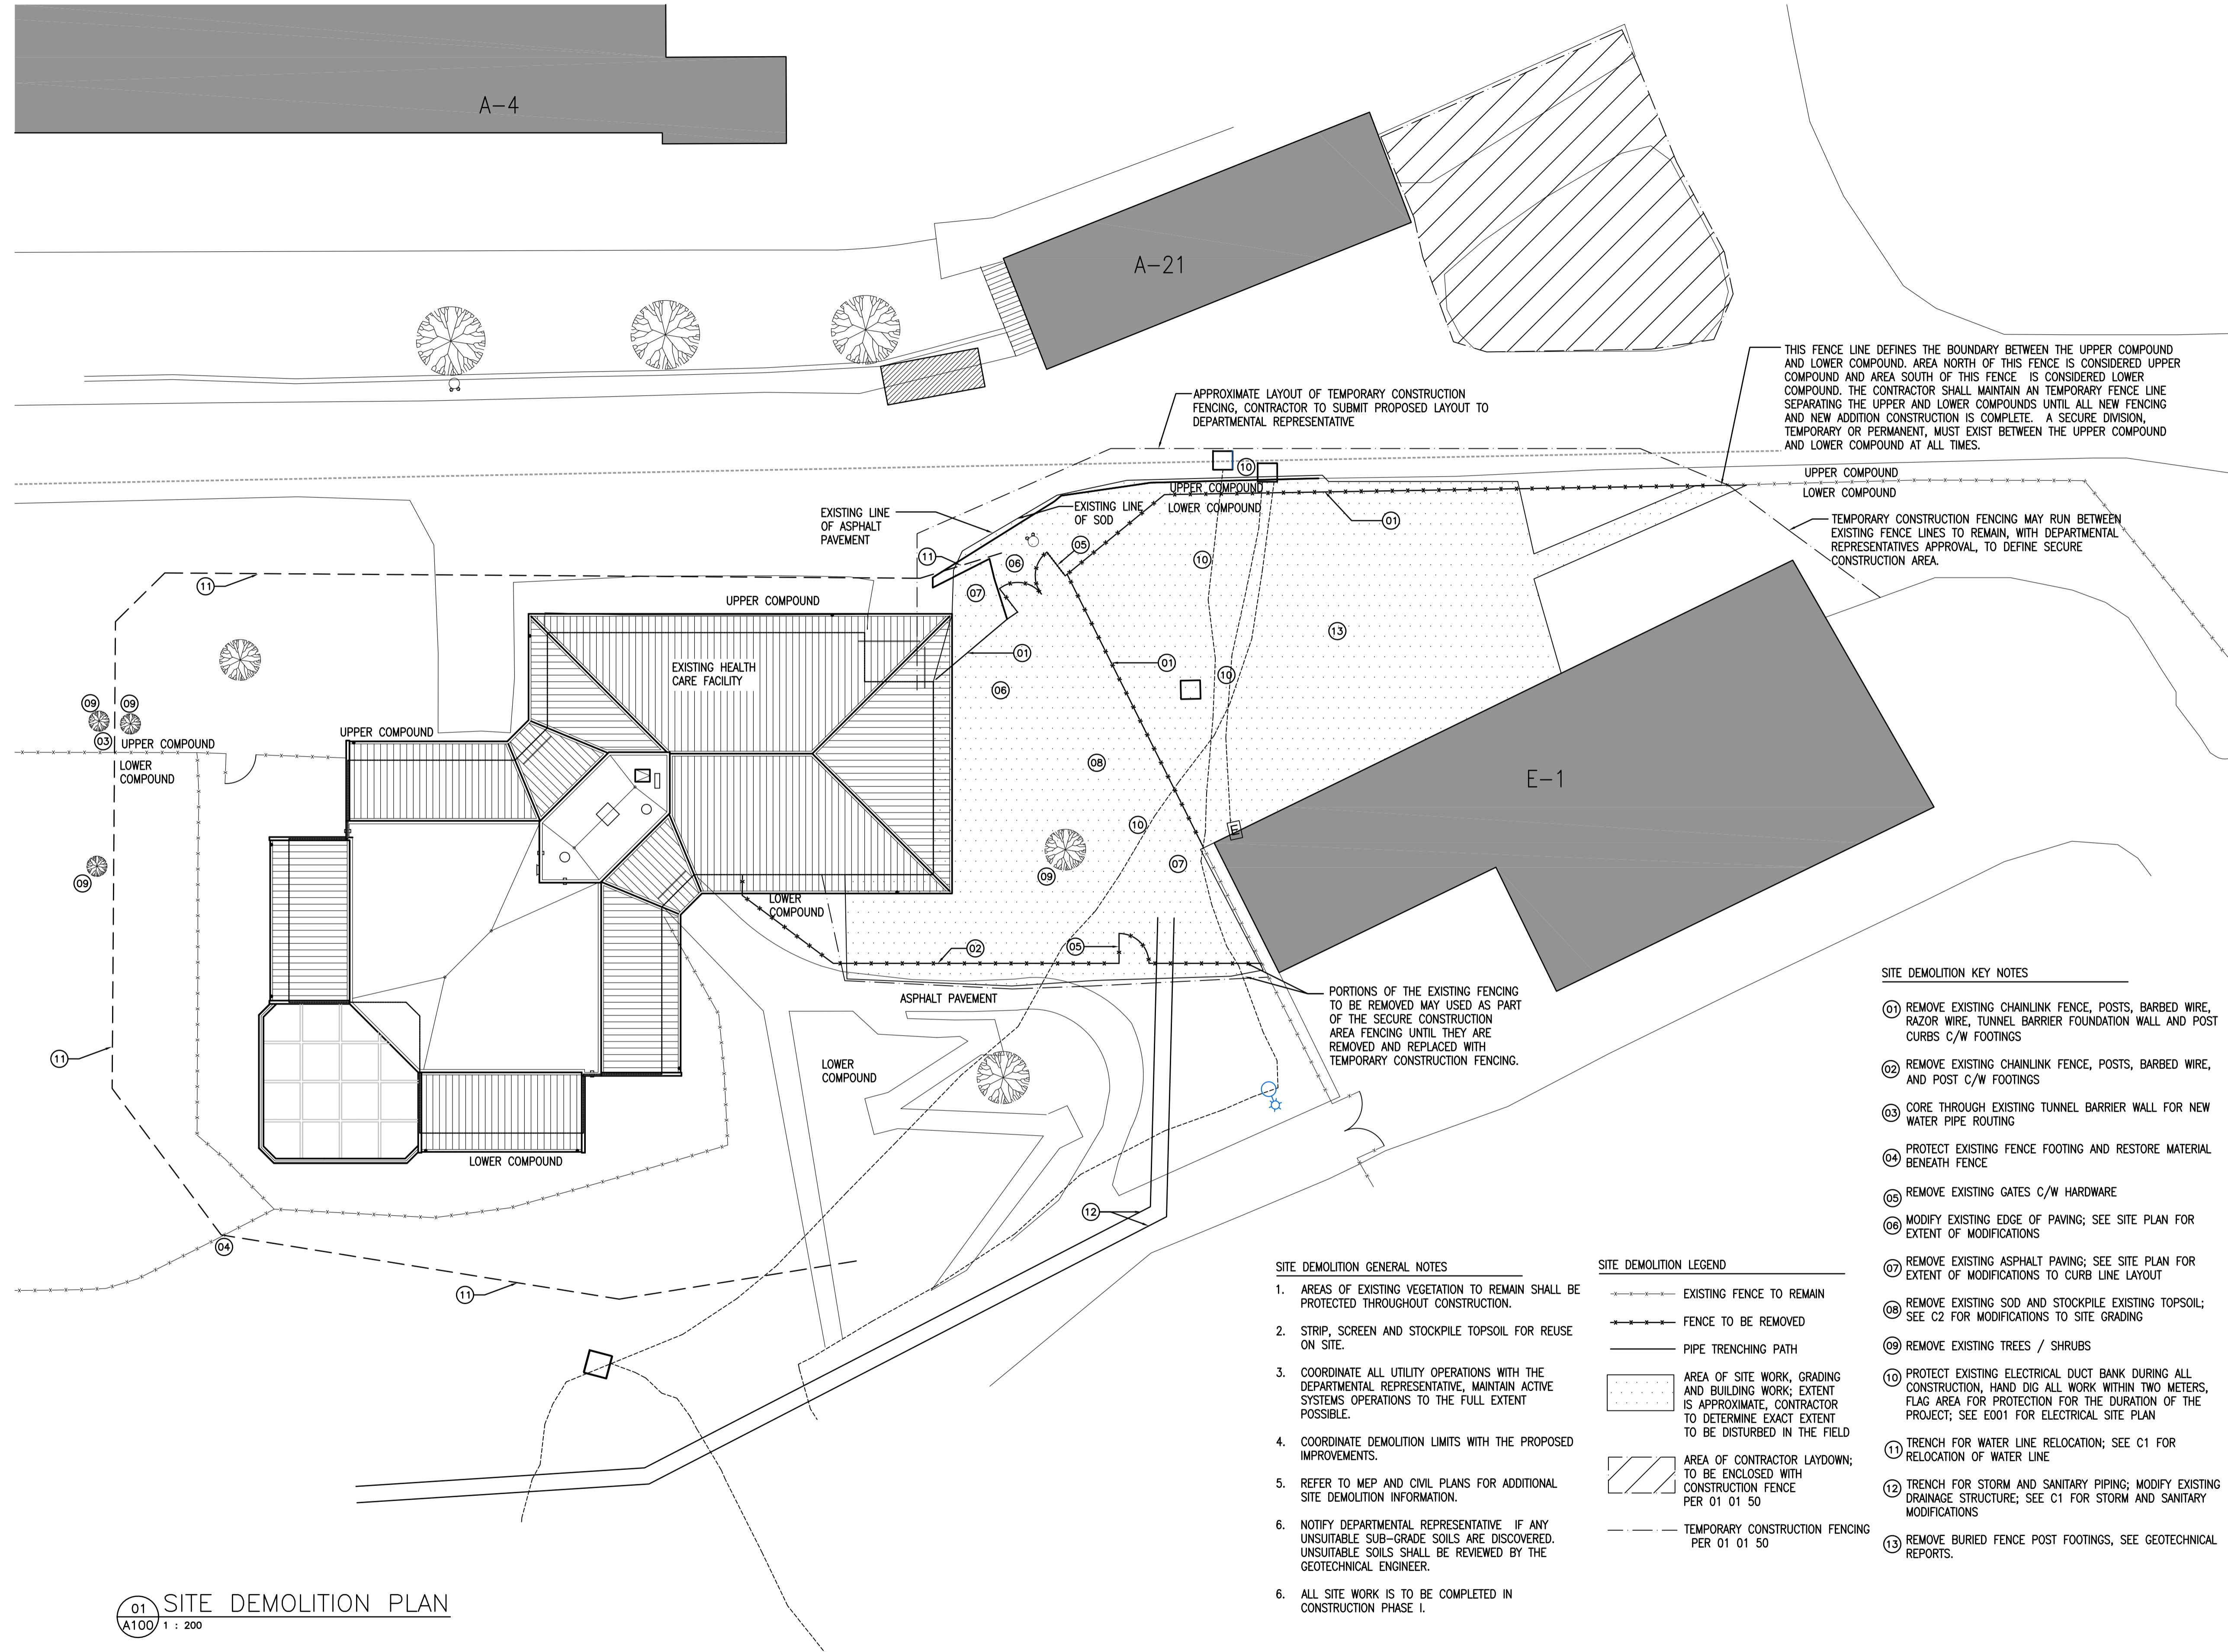 A-4
A-21
THIS FENCE LINE DEFINES THE BOUNDARY BETWEEN THE UPPER COMPOUND
AND LOWER COMPOUND. AREA NORTH OF THIS FENCE IS CONSIDERED UPPER
COMPOUND AND AREA SOUTH OF THIS FENCE IS CONSIDERED LOWER
COMPOUND. THE CONTRACTOR SHALL MAINTAIN AN TEMPORARY FENCE LINE
SEPARATING THE UPPER AND LOWER COMPOUNDS UNTIL ALL NEW FENCING
AND NEW ADDITION CONSTRUCTION IS COMPLETE. A SECURE DIVISION,
TEMPORARY OR PERMANENT, MUST EXIST BETWEEN THE UPPER COMPOUND
AND LOWER COMPOUND AT ALL TIMES.
APPROXIMATE LAYOUT OF TEMPORARY CONSTRUCTION
FENCING, CONTRACTOR TO SUBMIT PROPOSED LAYOUT TO
DEPARTMENTAL REPRESENTATIVE
10
UPPER COMPOUND
LOWER COMPOUND
UPPER COMPOUND
LOWER COMPOUND
EXISTING LINE
OF ASPHALT
PAVEMENT
EXISTING LINE
OF SOD
01
TEMPORARY CONSTRUCTION FENCING MAY RUN BETWEEN
EXISTING FENCE LINES TO REMAIN, WITH DEPARTMENTAL
REPRESENTATIVES APPROVAL, TO DEFINE SECURE
CONSTRUCTION AREA.
05
11
06
10
11
07
UPPER COMPOUND
13
01
01
EXISTING HEALTH
CARE FACILITY
10
06
09
09
UPPER COMPOUND
03
UPPER COMPOUND
LOWER
COMPOUND
08
E-1
10
E
07
09
09
LOWER
COMPOUND
02
05
ASPHALT PAVEMENT
PORTIONS OF THE EXISTING FENCING
TO BE REMOVED MAY USED AS PART
OF THE SECURE CONSTRUCTION
AREA FENCING UNTIL THEY ARE
REMOVED AND REPLACED WITH
TEMPORARY CONSTRUCTION FENCING.
11
LOWER
COMPOUND
LOWER COMPOUND
12
04
11
SITE DEMOLITION KEY NOTES
01 REMOVE EXISTING CHAINLINK FENCE, POSTS, BARBED WIRE,
RAZOR WIRE, TUNNEL BARRIER FOUNDATION WALL AND POST
CURBS C/W FOOTINGS
02 REMOVE EXISTING CHAINLINK FENCE, POSTS, BARBED WIRE,
AND POST C/W FOOTINGS
03 CORE THROUGH EXISTING TUNNEL BARRIER WALL FOR NEW
WATER PIPE ROUTING
04 PROTECT EXISTING FENCE FOOTING AND RESTORE MATERIAL
BENEATH FENCE
05 REMOVE EXISTING GATES C/W HARDWARE
06 MODIFY EXISTING EDGE OF PAVING; SEE SITE PLAN FOR
EXTENT OF MODIFICATIONS
07 REMOVE EXISTING ASPHALT PAVING; SEE SITE PLAN FOR
EXTENT OF MODIFICATIONS TO CURB LINE LAYOUT
08 REMOVE EXISTING SOD AND STOCKPILE EXISTING TOPSOIL;
SEE C2 FOR MODIFICATIONS TO SITE GRADING
09 REMOVE EXISTING TREES / SHRUBS
10 PROTECT EXISTING ELECTRICAL DUCT BANK DURING ALL
CONSTRUCTION, HAND DIG ALL WORK WITHIN TWO METERS,
FLAG AREA FOR PROTECTION FOR THE DURATION OF THE
PROJECT; SEE E001 FOR ELECTRICAL SITE PLAN
11 TRENCH FOR WATER LINE RELOCATION; SEE C1 FOR
RELOCATION OF WATER LINE
12 TRENCH FOR STORM AND SANITARY PIPING; MODIFY EXISTING
DRAINAGE STRUCTURE; SEE C1 FOR STORM AND SANITARY
MODIFICATIONS
13 REMOVE BURIED FENCE POST FOOTINGS, SEE GEOTECHNICAL
REPORTS.
SITE DEMOLITION GENERAL NOTES
1. AREAS OF EXISTING VEGETATION TO REMAIN SHALL BE
PROTECTED THROUGHOUT CONSTRUCTION.
2. STRIP, SCREEN AND STOCKPILE TOPSOIL FOR REUSE
ON SITE.
3. COORDINATE ALL UTILITY OPERATIONS WITH THE
DEPARTMENTAL REPRESENTATIVE, MAINTAIN ACTIVE
SYSTEMS OPERATIONS TO THE FULL EXTENT
POSSIBLE.
4. COORDINATE DEMOLITION LIMITS WITH THE PROPOSED
IMPROVEMENTS.
5. REFER TO MEP AND CIVIL PLANS FOR ADDITIONAL
SITE DEMOLITION INFORMATION.
6. NOTIFY DEPARTMENTAL REPRESENTATIVE IF ANY
UNSUITABLE SUB-GRADE SOILS ARE DISCOVERED.
UNSUITABLE SOILS SHALL BE REVIEWED BY THE
GEOTECHNICAL ENGINEER.
6. ALL SITE WORK IS TO BE COMPLETED IN
CONSTRUCTION PHASE I.
SITE DEMOLITION LEGEND
EXISTING FENCE TO REMAIN
FENCE TO BE REMOVED
PIPE TRENCHING PATH
AREA OF SITE WORK, GRADING
AND BUILDING WORK; EXTENT
IS APPROXIMATE, CONTRACTOR
TO DETERMINE EXACT EXTENT
TO BE DISTURBED IN THE FIELD
AREA OF CONTRACTOR LAYDOWN;
TO BE ENCLOSED WITH
CONSTRUCTION FENCE
PER 01 01 50
TEMPORARY CONSTRUCTION FENCING
PER 01 01 50
01
A100
SITE DEMOLITION PLAN
1 : 200